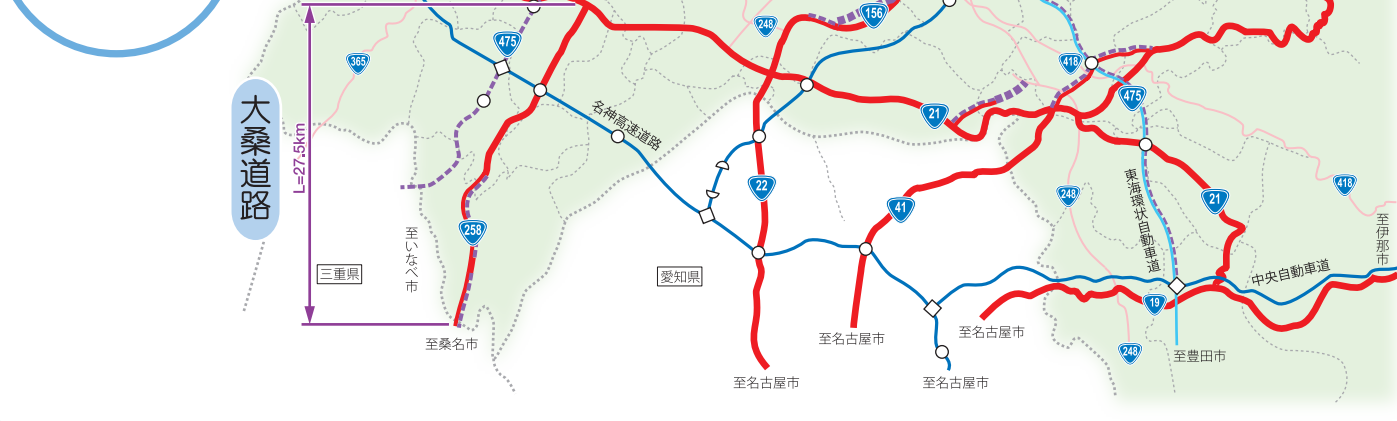 大桑道路
L=27.5km
365
475
248
156
418
475
21
名神高速道路
22
41
248
東海環状自動車道
21
418
至伊那市
258
至いなべ市
三重県
愛知県
中央自動車道
19
248
至桑名市
至名古屋市
至名古屋市
至名古屋市
至名古屋市
至豊田市